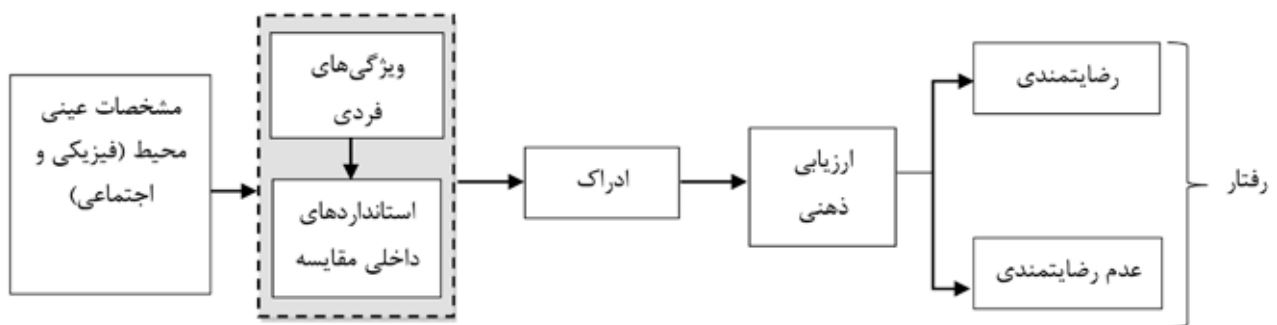 مشخصات عینی
محیط (فیزیکی و
اجتماعی)
ویژگی‌های
فردی
استانداردهای
داخلی مقایسه
ادراک
ارزیابی
ذهنی
رضایتمندی
عدم رضایتمندی
رفتار